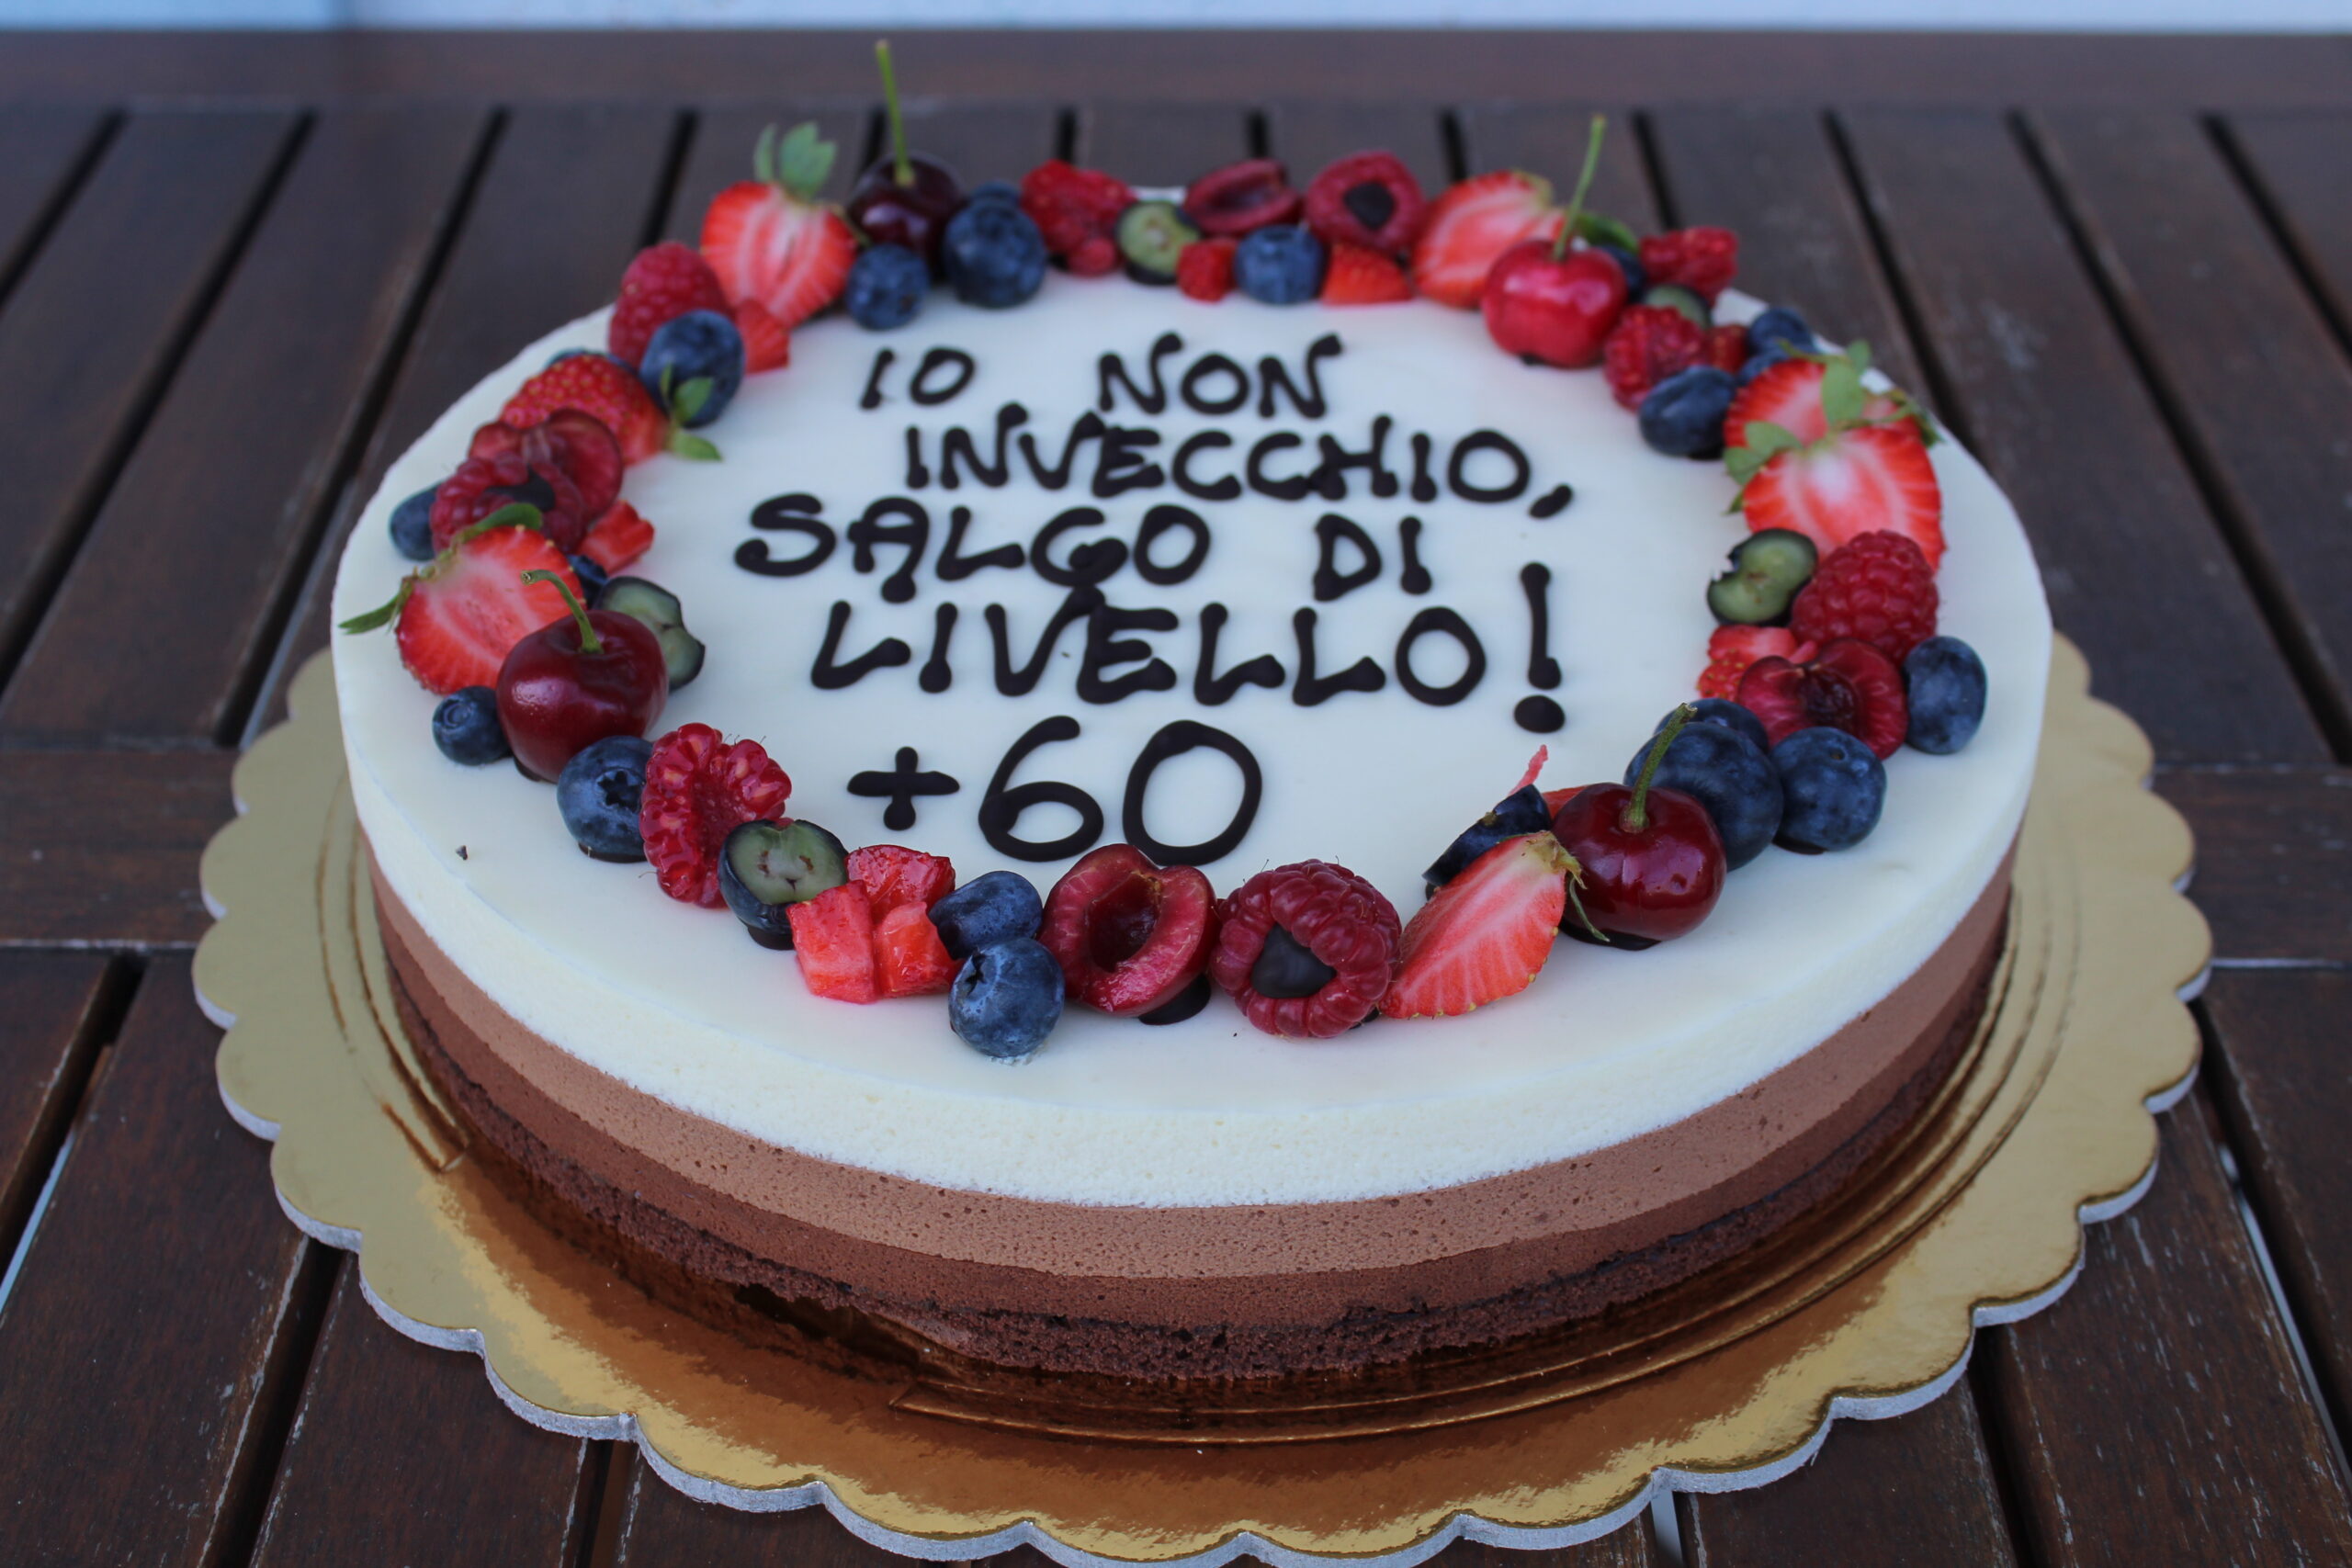 IO NON
INVECCHIO,
SALGO DI
LIVELLO!
+60